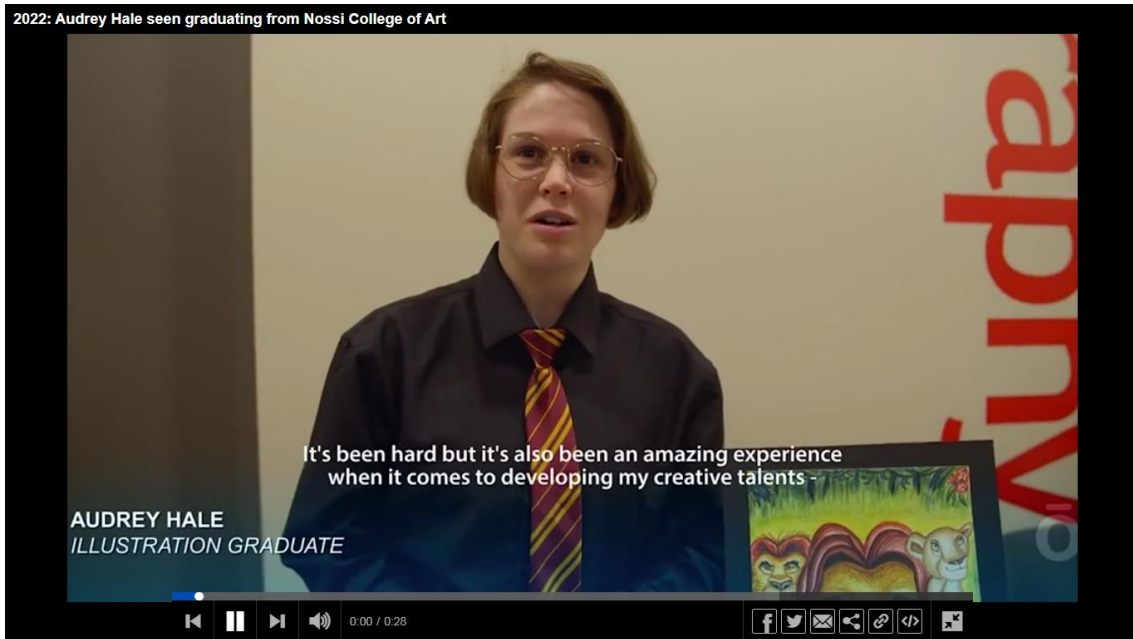 2022: Audrey Hale seen graduating from Nossi College of Art
It's been hard but it's also been an amazing experience
when it comes to developing my creative talents -
AUDREY HALE
ILLUSTRATION GRADUATE
0:00 / 0:28